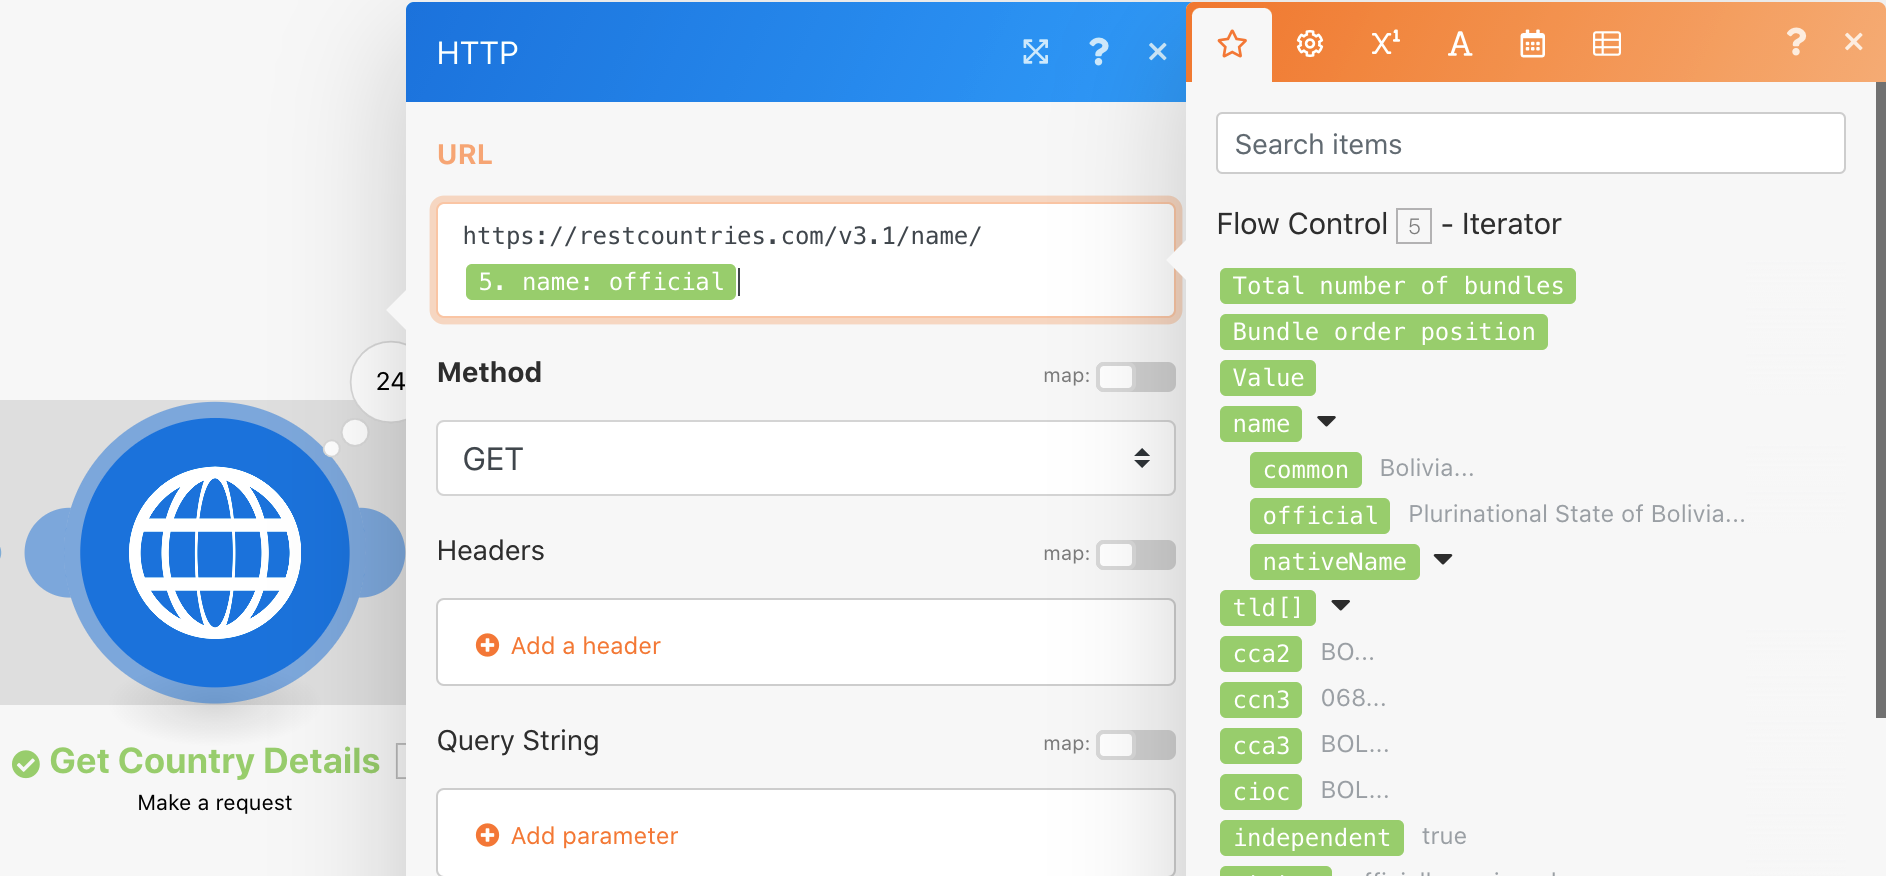 HTTP
URL
https://restcountries.com/v3.1/name/
5. name: official
Method
map:
GET
Headers
map:
Add a header
Query String
map:
Add parameter
24
Get Country Details
Make a request
X¹
A
Search items
Flow Control 5 - Iterator
Total number of bundles
Bundle order position
Value
name
common Bolivia...
official Plurinational State of Bolivia...
nativeName
tld[]
cca2 BO...
ccn3 068...
cca3 BOL...
cioc BOL...
independent true